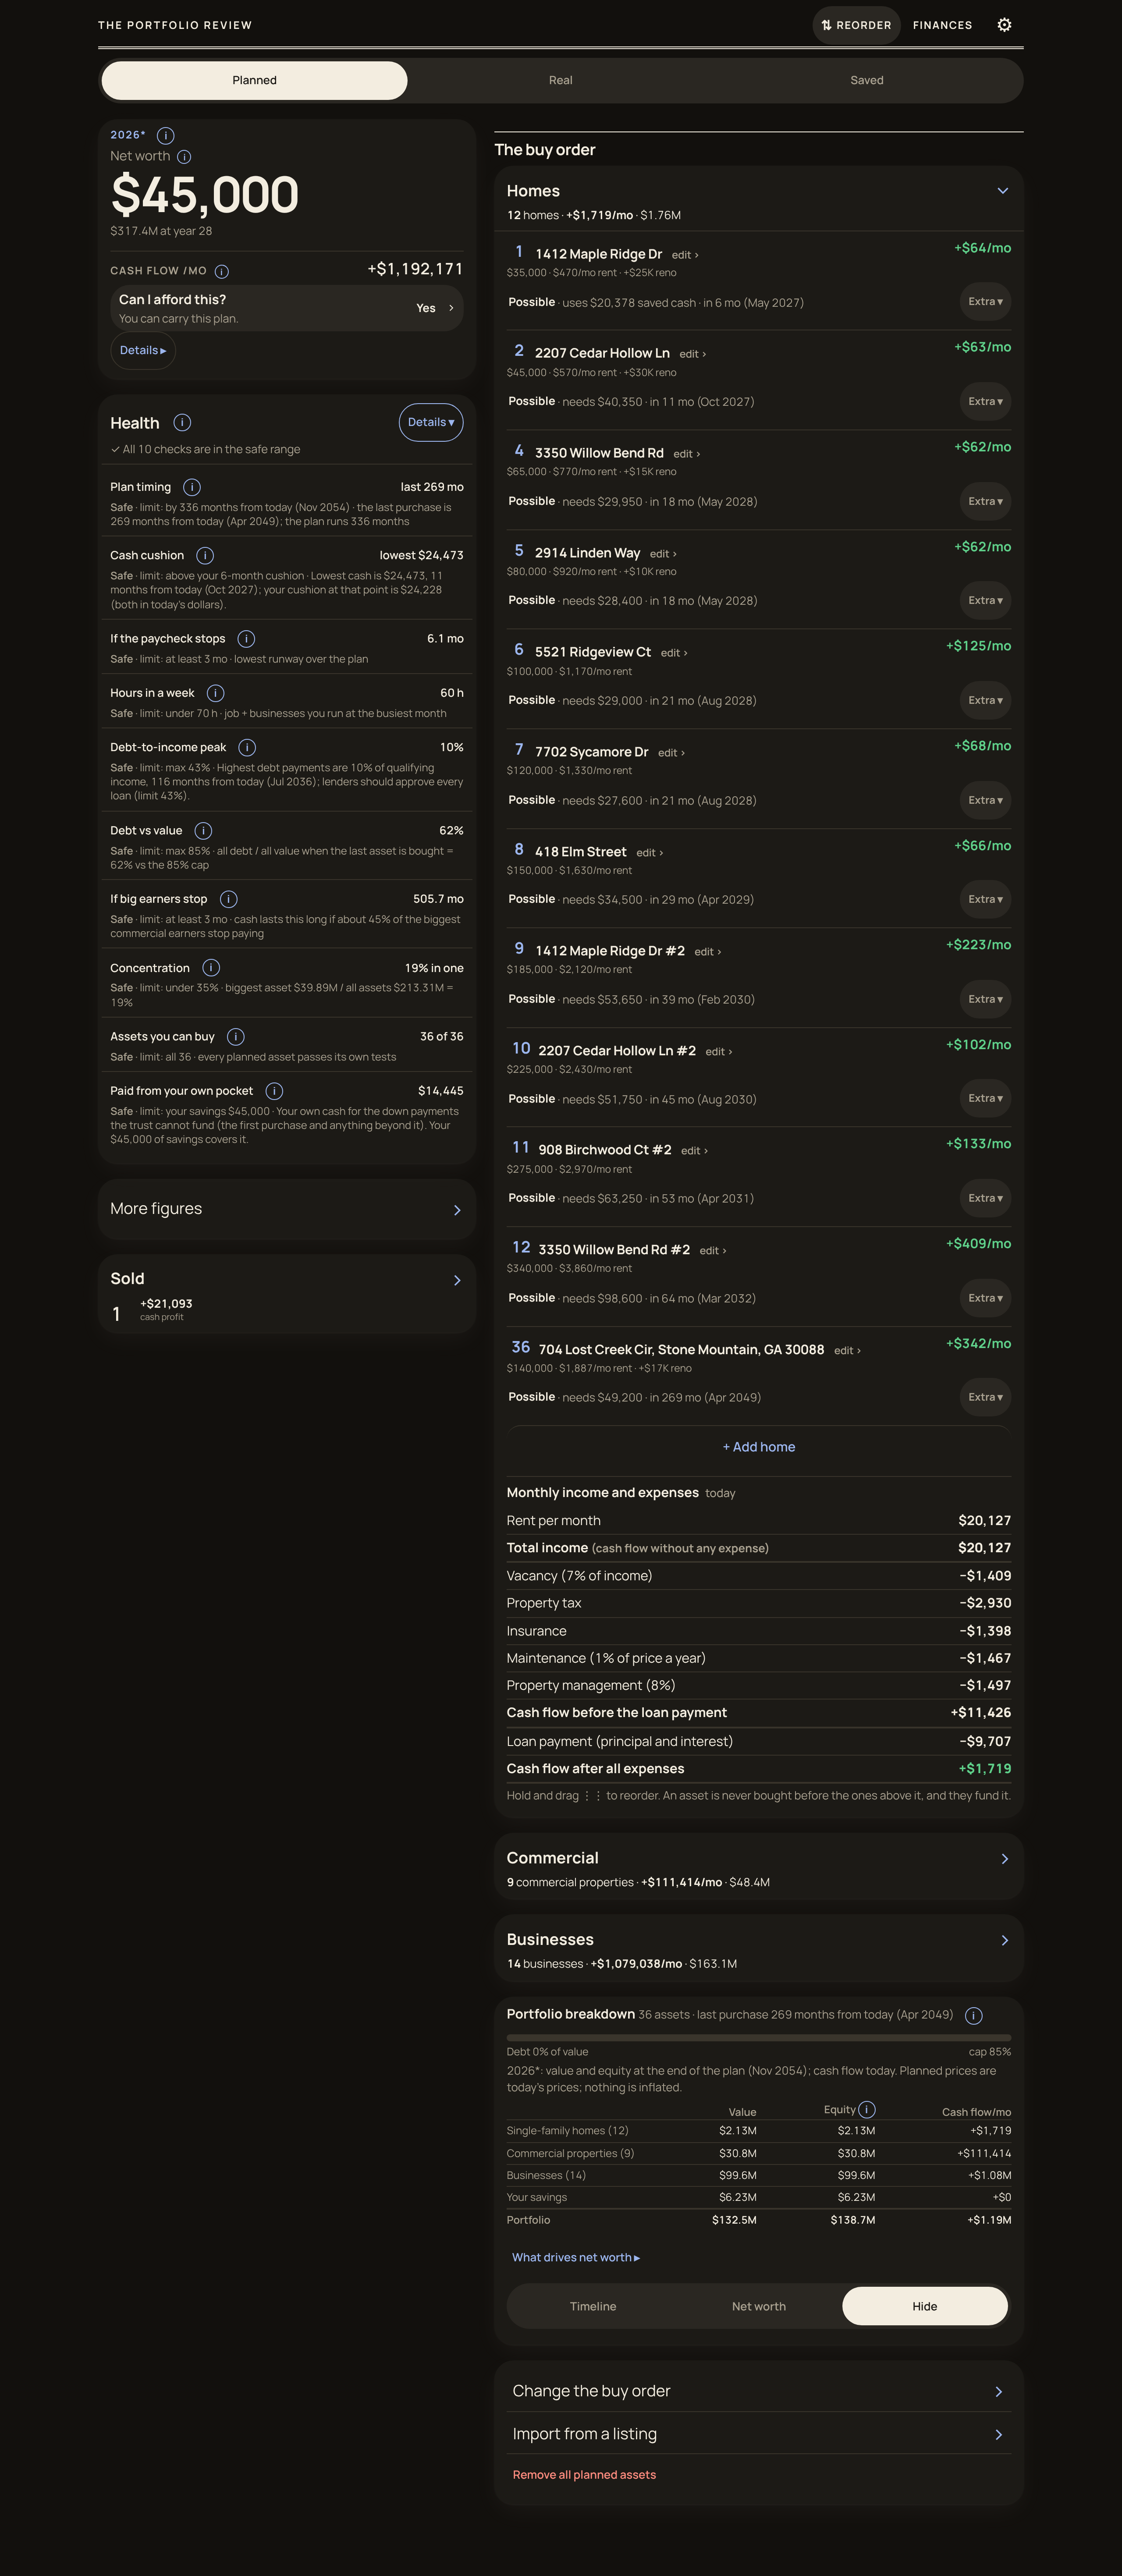 THE PORTFOLIO REVIEW
⇅ REORDER
FINANCES
Planned
Real
Saved
2026*
Net worth
$45,000
$317.4M at year 28
CASH FLOW /MO
+$1,192,171
Can I afford this?
You can carry this plan.
Yes ›
Details ▸
Health
Details ▾
✓ All 10 checks are in the safe range
Plan timing
last 269 mo
Safe · limit: by 336 months from today (Nov 2054) · the last purchase is
269 months from today (Apr 2049); the plan runs 336 months
Cash cushion
lowest $24,473
Safe · limit: above your 6-month cushion · Lowest cash is $24,473, 11
months from today (Oct 2027); your cushion at that point is $24,228
(both in today's dollars).
If the paycheck stops
6.1 mo
Safe · limit: at least 3 mo · lowest runway over the plan
Hours in a week
60 h
Safe · limit: under 70 h · job + businesses you run at the busiest month
Debt-to-income peak
10%
Safe · limit: max 43% · Highest debt payments are 10% of qualifying
income, 116 months from today (Jul 2036); lenders should approve every
loan (limit 43%).
Debt vs value
62%
Safe · limit: max 85% · all debt / all value when the last asset is bought =
62% vs the 85% cap
If big earners stop
505.7 mo
Safe · limit: at least 3 mo · cash lasts this long if about 45% of the biggest
commercial earners stop paying
Concentration
19% in one
Safe · limit: under 35% · biggest asset $39.89M / all assets $213.31M =
19%
Assets you can buy
36 of 36
Safe · limit: all 36 · every planned asset passes its own tests
Paid from your own pocket
$14,445
Safe · limit: your savings $45,000 · Your own cash for the down payments
the trust cannot fund (the first purchase and anything beyond it). Your
$45,000 of savings covers it.
More figures
Sold
1
+$21,093
cash profit
The buy order
Homes
12 homes · +$1,719/mo · $1.76M
1 1412 Maple Ridge Dr edit ›
+$64/mo
$35,000 · $470/mo rent · +$25K reno
Possible · uses $20,378 saved cash · in 6 mo (May 2027)
Extra ▾
2 2207 Cedar Hollow Ln edit ›
+$63/mo
$45,000 · $570/mo rent · +$30K reno
Possible · needs $40,350 · in 11 mo (Oct 2027)
Extra ▾
4 3350 Willow Bend Rd edit ›
+$62/mo
$65,000 · $770/mo rent · +$15K reno
Possible · needs $29,950 · in 18 mo (May 2028)
Extra ▾
5 2914 Linden Way edit ›
+$62/mo
$80,000 · $920/mo rent · +$10K reno
Possible · needs $28,400 · in 18 mo (May 2028)
Extra ▾
6 5521 Ridgeview Ct edit ›
+$125/mo
$100,000 · $1,170/mo rent
Possible · needs $29,000 · in 21 mo (Aug 2028)
Extra ▾
7 7702 Sycamore Dr edit ›
+$68/mo
$120,000 · $1,330/mo rent
Possible · needs $27,600 · in 21 mo (Aug 2028)
Extra ▾
8 418 Elm Street edit ›
+$66/mo
$150,000 · $1,630/mo rent
Possible · needs $34,500 · in 29 mo (Apr 2029)
Extra ▾
9 1412 Maple Ridge Dr #2 edit ›
+$223/mo
$185,000 · $2,120/mo rent
Possible · needs $53,650 · in 39 mo (Feb 2030)
Extra ▾
10 2207 Cedar Hollow Ln #2 edit ›
+$102/mo
$225,000 · $2,430/mo rent
Possible · needs $51,750 · in 45 mo (Aug 2030)
Extra ▾
11 908 Birchwood Ct #2 edit ›
+$133/mo
$275,000 · $2,970/mo rent
Possible · needs $63,250 · in 53 mo (Apr 2031)
Extra ▾
12 3350 Willow Bend Rd #2 edit ›
+$409/mo
$340,000 · $3,860/mo rent
Possible · needs $98,600 · in 64 mo (Mar 2032)
Extra ▾
36 704 Lost Creek Cir, Stone Mountain, GA 30088 edit ›
+$342/mo
$140,000 · $1,887/mo rent · +$17K reno
Possible · needs $49,200 · in 269 mo (Apr 2049)
Extra ▾
+ Add home
Monthly income and expenses today
Rent per month $20,127
Total income (cash flow without any expense) $20,127
Vacancy (7% of income) −$1,409
Property tax −$2,930
Insurance −$1,398
Maintenance (1% of price a year) −$1,467
Property management (8%) −$1,497
Cash flow before the loan payment +$11,426
Loan payment (principal and interest) −$9,707
Cash flow after all expenses +$1,719
Hold and drag ⋮⋮ to reorder. An asset is never bought before the ones above it, and they fund it.
Commercial
9 commercial properties · +$111,414/mo · $48.4M
Businesses
14 businesses · +$1,079,038/mo · $163.1M
Portfolio breakdown 36 assets · last purchase 269 months from today (Apr 2049)
Debt 0% of value
cap 85%
2026*: value and equity at the end of the plan (Nov 2054); cash flow today. Planned prices are
today's prices; nothing is inflated.
Value Equity Cash flow/mo
Single-family homes (12) $2.13M $2.13M +$1,719
Commercial properties (9) $30.8M $30.8M +$111,414
Businesses (14) $99.6M $99.6M +$1.08M
Your savings $6.23M $6.23M +$0
Portfolio $132.5M $138.7M +$1.19M
What drives net worth ▸
Timeline
Net worth
Hide
Change the buy order
Import from a listing
Remove all planned assets